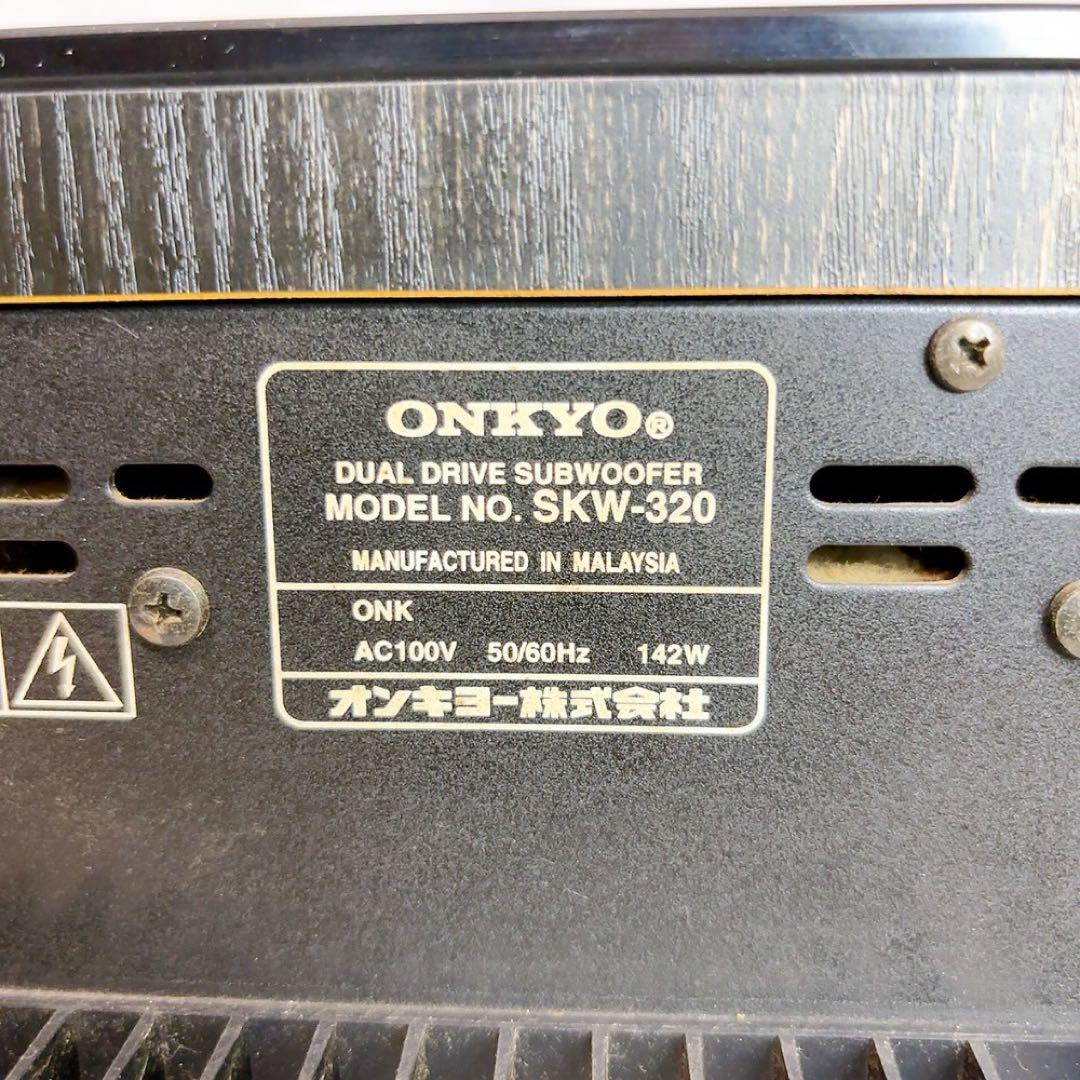 ONKYO®
DUAL DRIVE SUBWOOFER
MODEL NO. SKW-320
MANUFACTURED IN MALAYSIA
ONK
AC100V 50/60Hz 142W
オンキヨー株式会社